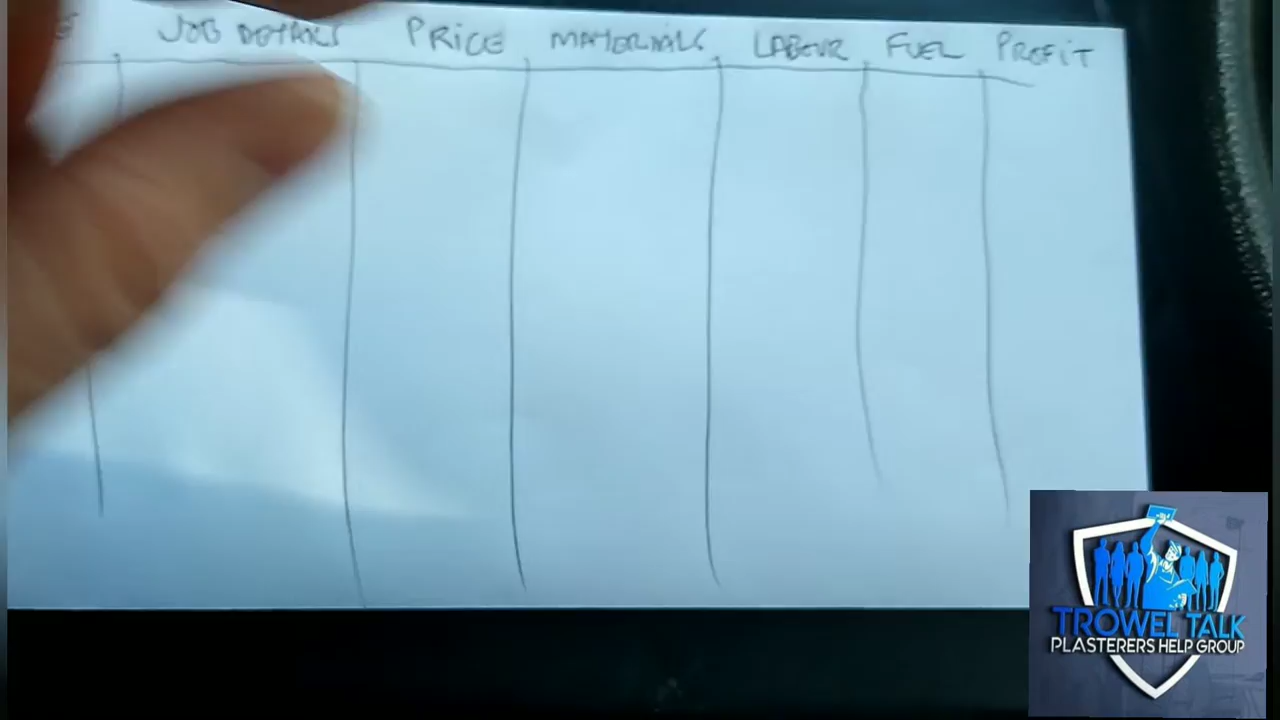 JOB DETAILS PRICE MATERIALS LABOUR FUEL PROFIT
TROWEL TALK
PLASTERERS HELP GROUP